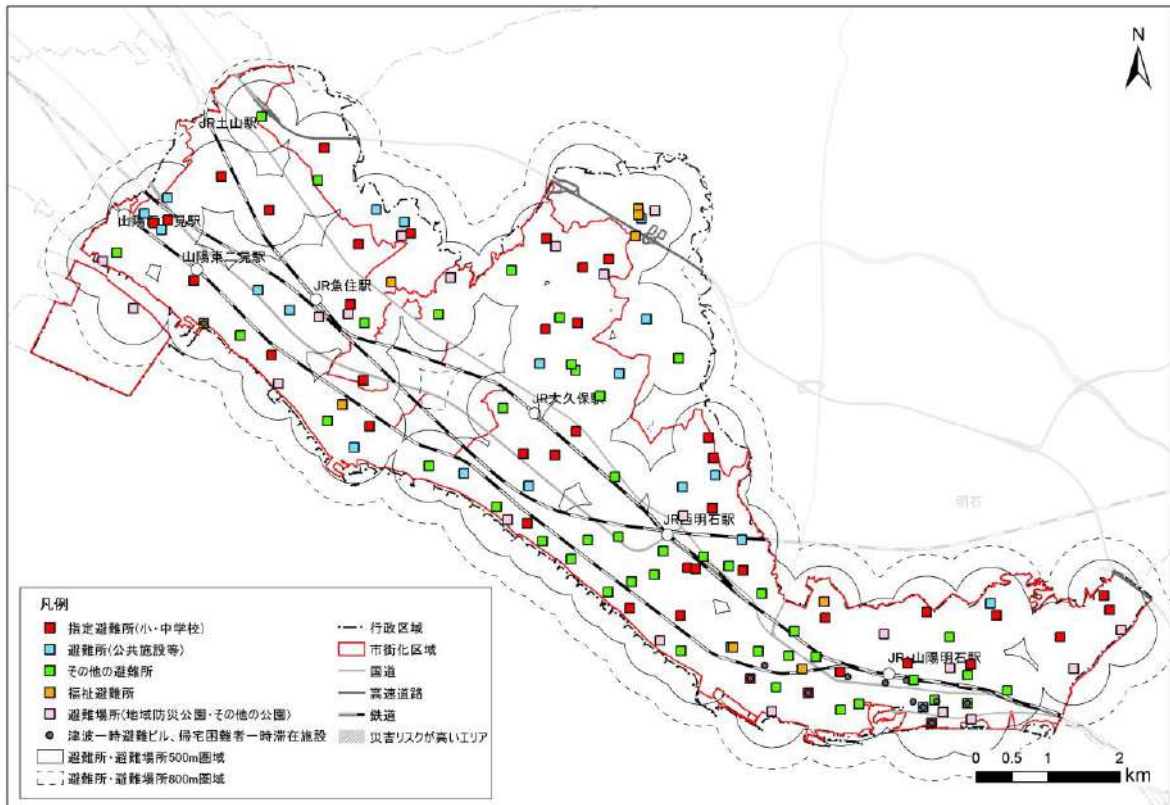 N
JR土山駅
山陽東二見駅
JR魚住駅
JR大久保駅
JR西明石駅
明石
JR・山陽明石駅
凡例
指定避難所(小・中学校)
避難所(公共施設等)
その他の避難所
福祉避難所
避難場所(地域防災公園・その他の公園)
津波一時避難ビル、帰宅困難者一時滞在施設
避難所・避難場所500m圏域
避難所・避難場所800m圏域
行政区域
市街化区域
国道
高速道路
鉄道
災害リスクが高いエリア
0 0.5 1 2
km